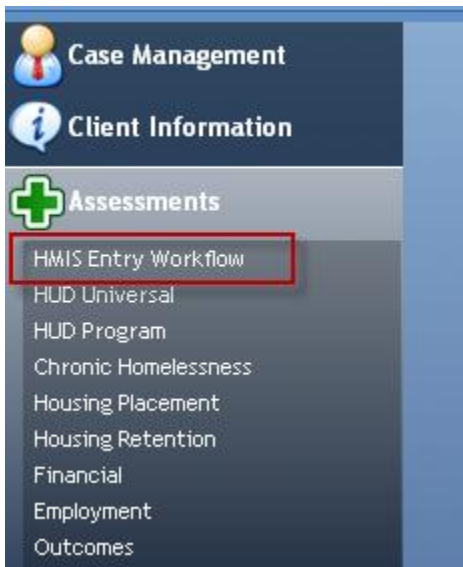 Case Management
Client Information
Assessments
HMIS Entry Workflow
HUD Universal
HUD Program
Chronic Homelessness
Housing Placement
Housing Retention
Financial
Employment
Outcomes